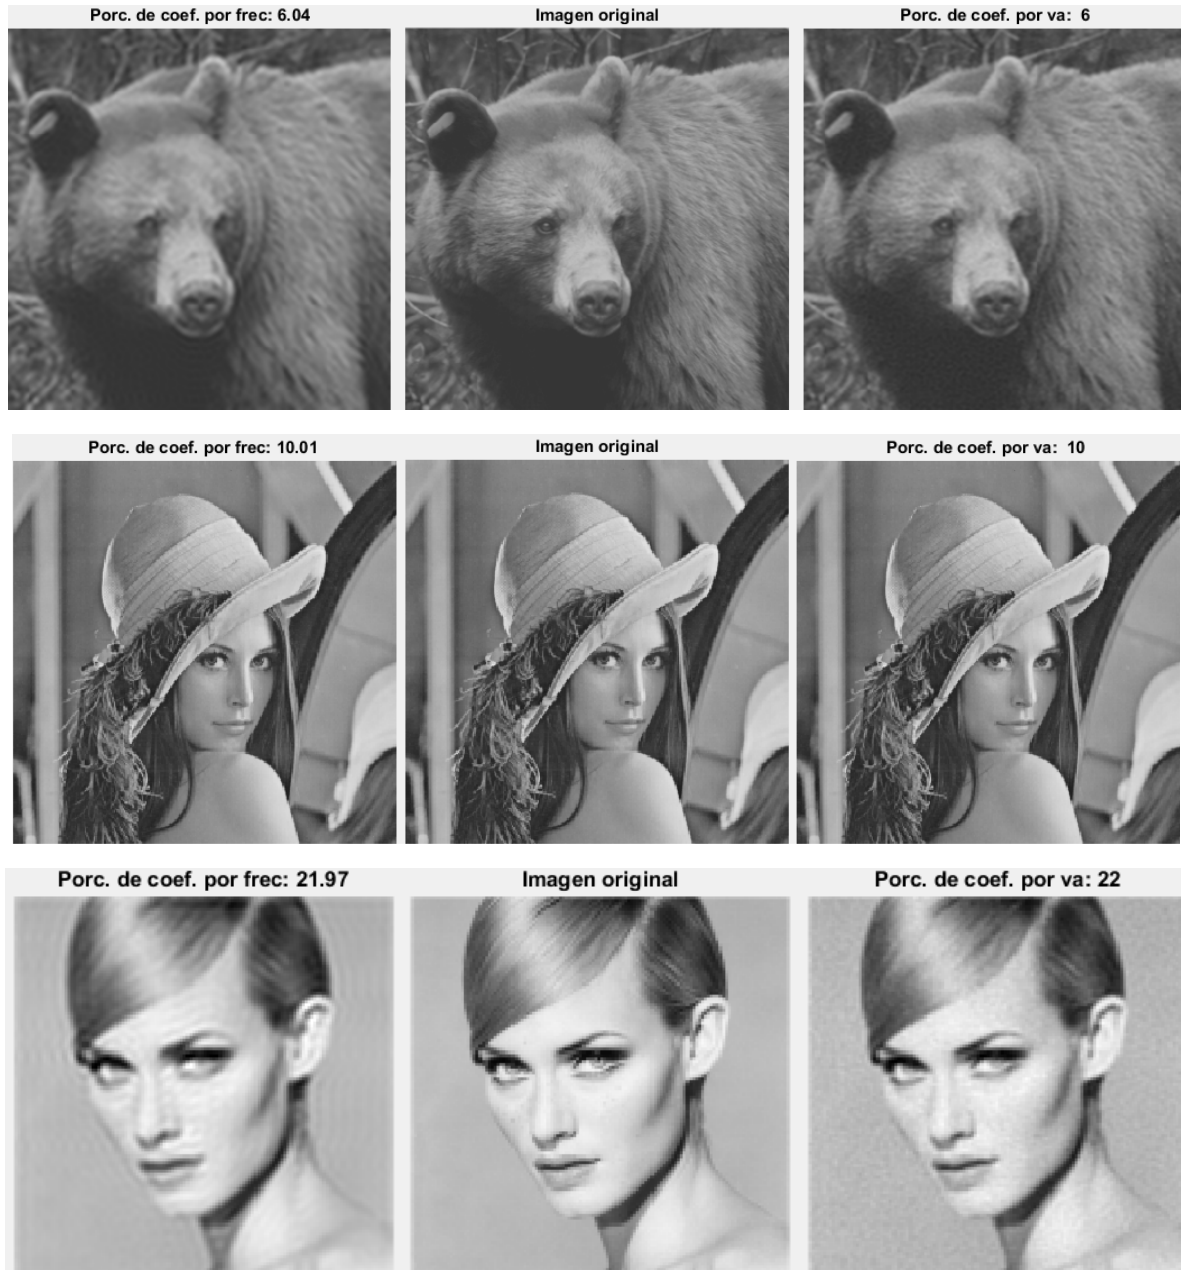 Porc. de coef. por frec: 6.04
Imagen original
Porc. de coef. por va:  6
Porc. de coef. por frec: 10.01
Imagen original
Porc. de coef. por va:  10
Porc. de coef. por frec: 21.97
Imagen original
Porc. de coef. por va: 22